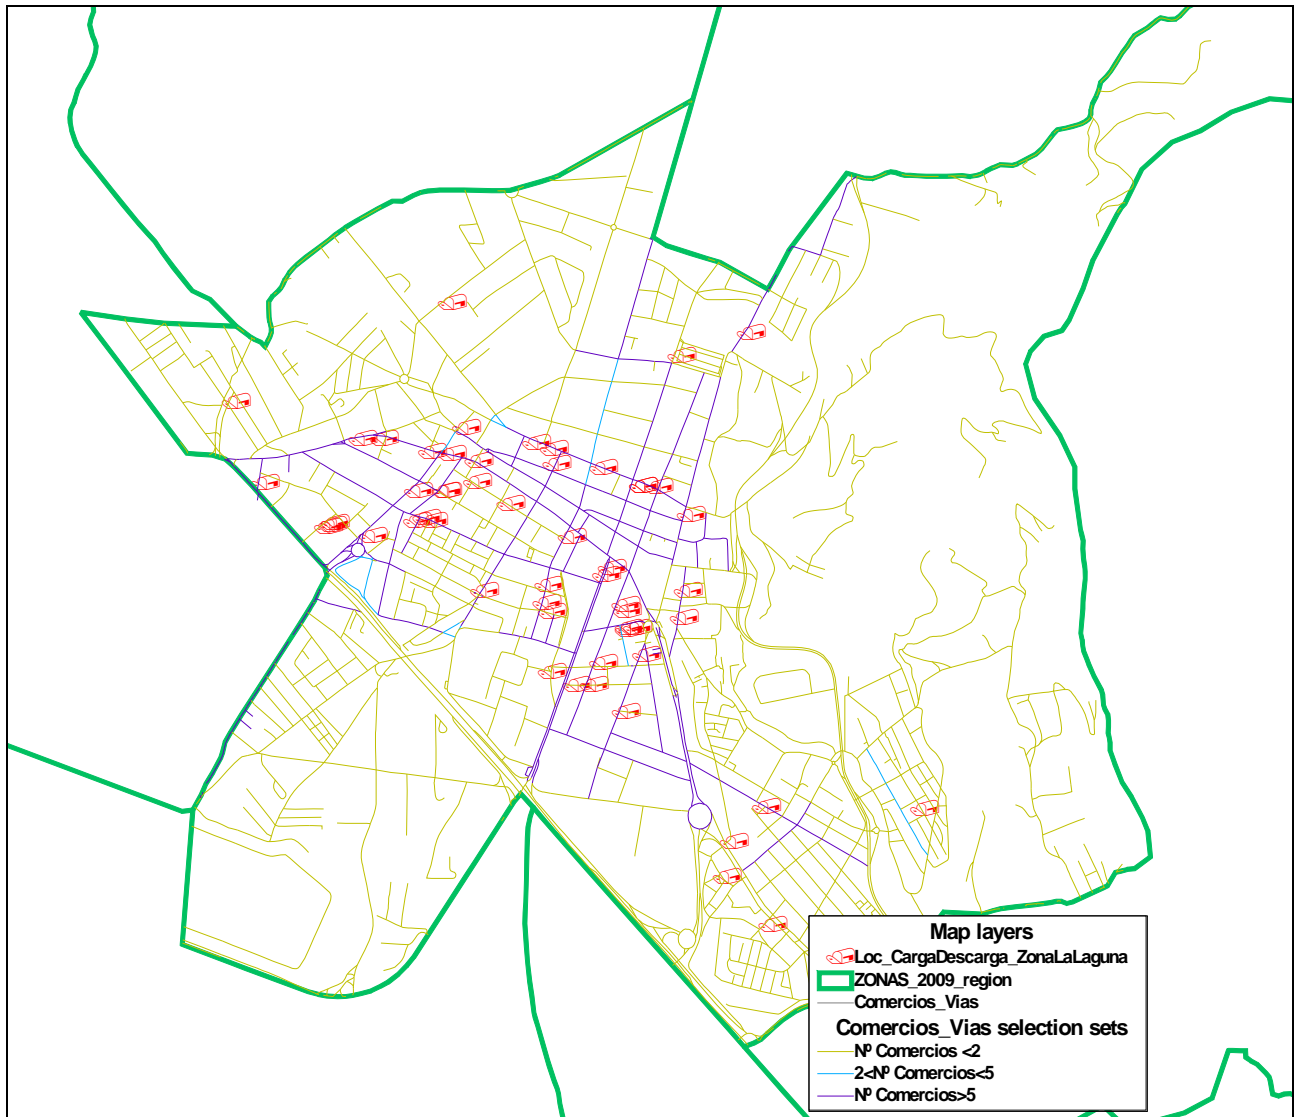 Map layers
Loc_CargaDescarga_ZonaLaLaguna
ZONAS_2009_region
Comercios_Vias
Comercios_Vias selection sets
Nº Comercios <2
2<Nº Comercios<5
Nº Comercios>5